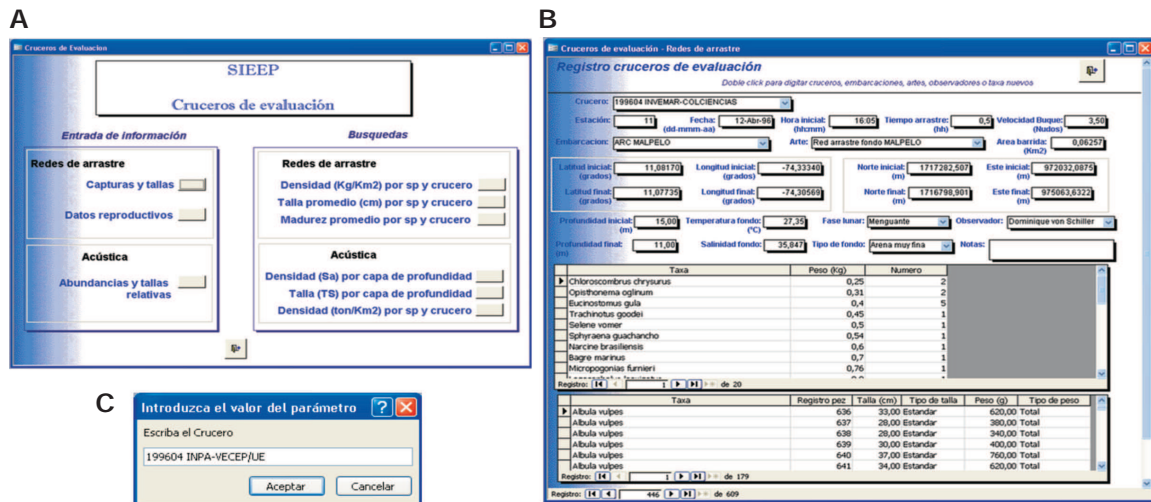 A
Cruceros de Evaluacion
SIEEP
Cruceros de evaluación
Entrada de información
Busquedas
Redes de arrastre
Capturas y tallas
Datos reproductivos
Acústica
Abundancias y tallas relativas
Redes de arrastre
Densidad (Kg/Km2) por sp y crucero
Talla promedio (cm) por sp y crucero
Madurez promedio por sp y crucero
Acústica
Densidad (Sa) por capa de profundidad
Talla (TS) por capa de profundidad
Densidad (ton/Km2) por sp y crucero
B
Cruceros de evaluación - Redes de arrastre
Registro cruceros de evaluación
Doble click para digitar cruceros, embarcaciones, artes, observadores o taxa nuevos
Crucero: 199604 INVEMAR-COLCIENCIAS
Estación: 11 Fecha: (dd-mmm-aa) 12-Abr-96 Hora inicial: (hh:mm) 16:05 Tiempo arrastre: (hh) 0,5 Velocidad Buque: (Nudos) 3,50
Embarcacion: ARC MALPELO Arte: Red arrastre fondo MALPELO Area barrida: (Km2) 0,06257
Latitud inicial: (grados) 11,08170 Longitud inicial: (grados) -74,33340 Norte inicial: (m) 1717282,507 Este inicial: (m) 972032,0875
Latitud final: (grados) 11,07735 Longitud final: (grados) -74,30569 Norte final: (m) 1716798,901 Este final: (m) 975063,6322
Profundidad inicial: (m) 15,00 Temperatura fondo: (°C) 27,35 Fase lunar: Menguante Observador: Dominique von Schiller
Profundidad final: (m) 11,00 Salinidad fondo: 35,847 Tipo de fondo: Arena muy fina Notas:
Taxa Peso (Kg) Numero
Chloroscombrus chrysurus 0,25 2
Opisthonema oglinum 0,31 2
Eucinostomus gula 0,4 5
Trachinotus goodei 0,45 1
Selene vomer 0,5 1
Sphyraena guachancho 0,54 1
Narcine brasiliensis 0,6 1
Bagre marinus 0,7 1
Micropogonias furnieri 0,76 1
Registro: 1 de 20
Taxa Registro pez Talla (cm) Tipo de talla Peso (g) Tipo de peso
Albula vulpes 636 33,00 Estandar 620,00 Total
Albula vulpes 637 28,00 Estandar 380,00 Total
Albula vulpes 638 28,00 Estandar 340,00 Total
Albula vulpes 639 30,00 Estandar 400,00 Total
Albula vulpes 640 37,00 Estandar 760,00 Total
Albula vulpes 641 34,00 Estandar 620,00 Total
Registro: 1 de 179
Registro: 446 de 609
C
Introduzca el valor del parámetro
Escriba el Crucero
199604 INPA-VECEP/UE
Aceptar Cancelar